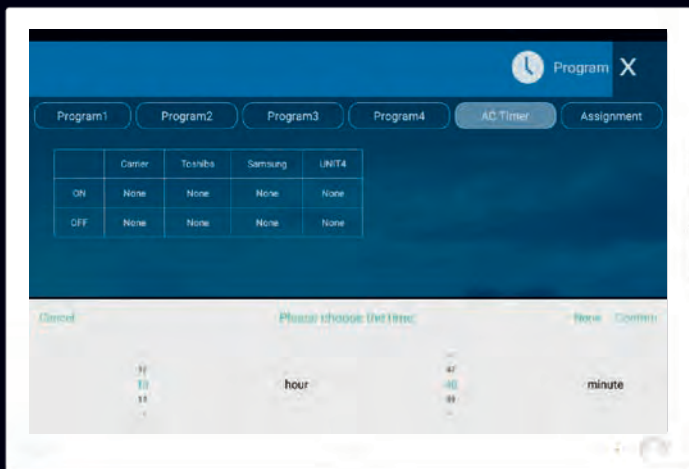 Program X
Program1 Program2 Program3 Program4 AC Timer Assignment
Carrier Toshiba Samsung UNIT4
ON None None None None
OFF None None None None
Cancel Please choose the time: None Confirm
hour minute